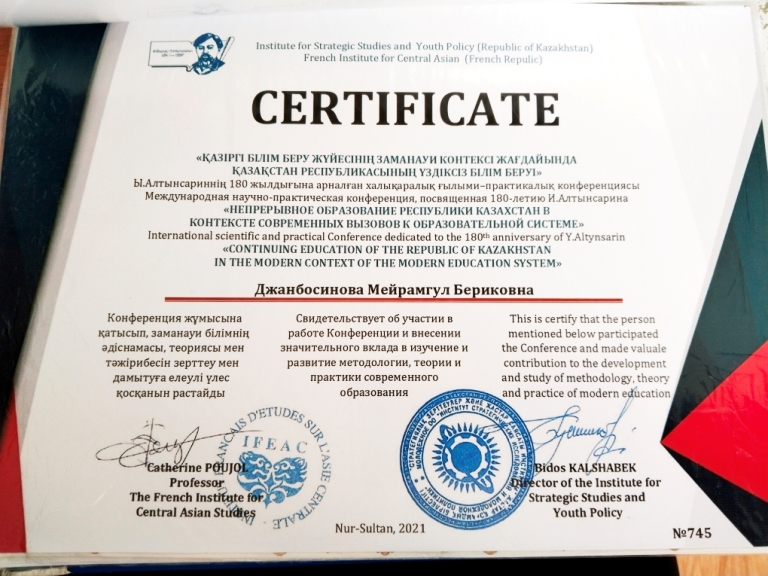 Institute for Strategic Studies and Youth Policy (Republic of Kazakhstan)
French Institute for Central Asian (French Repulic)
CERTIFICATE
«ҚАЗІРГІ БІЛІМ БЕРУ ЖҮЙЕСІНІҢ ЗАМАНАУИ КОНТЕКСІ ЖАҒДАЙЫНДА
ҚАЗАҚСТАН РЕСПУБЛИКАСЫНЫҢ ҮЗДІКСІЗ БІЛІМ БЕРУІ»
Ы.Алтынсариннің 180 жылдығына арналған халықаралық ғылыми–практикалық конференциясы
Международная научно-практическая конференция, посвященная 180-летию И.Алтынсарина
«НЕПРЕРЫВНОЕ ОБРАЗОВАНИЕ РЕСПУБЛИКИ КАЗАХСТАН В
КОНТЕКСТЕ СОВРЕМЕННЫХ ВЫЗОВОВ К ОБРАЗОВАТЕЛЬНОЙ СИСТЕМЕ»
International scientific and practical Conference dedicated to the 180th anniversary of Y.Altynsarin
«CONTINUING EDUCATION OF THE REPUBLIC OF KAZAKHSTAN
IN THE MODERN CONTEXT OF THE MODERN EDUCATION SYSTEM»
Джанбосинова Мейрамгул Бериковна
Конференция жұмысына
қатысып, заманауи білімнің
әдіснамасы, теориясы мен
тәжірибесін зерттеу мен
дамытуға елеулі үлес
қосқанын растайды
Свидетельствует об участии в
работе Конференции и внесении
значительного вклада в изучение и
развитие методологии, теории и
практики современного
образования
This is certify that the person
mentioned below participated
the Conference and made valuale
contribution to the development
and study of methodology, theory
and practice of modern education
Catherine POUJOL
Professor
The French Institute for
Central Asian Studies
INSTITUT FRANÇAIS D'ETUDES SUR L'ASIE CENTRALE
IFEAC
Bidos KALSHABEK
Director of the Institute for
Strategic Studies and
Youth Policy
Nur-Sultan, 2021
№745